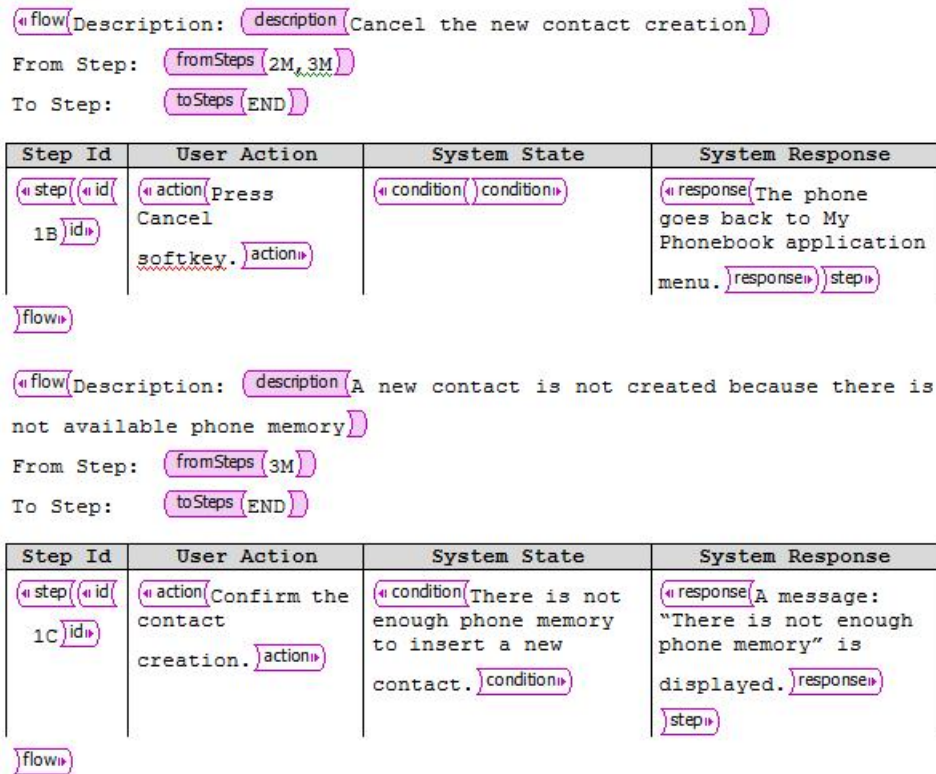 flow Description: description Cancel the new contact creation
From Step: fromSteps 2M,3M
To Step: toSteps END
Step Id User Action System State System Response
step id action Press condition condition response The phone
Cancel goes back to My
1B id softkey. action Phonebook application
menu. response step
flow
flow Description: description A new contact is not created because there is
not available phone memory
From Step: fromSteps 3M
To Step: toSteps END
Step Id User Action System State System Response
step id action Confirm the condition There is not response A message:
contact enough phone memory “There is not enough
1C id creation. action to insert a new phone memory” is
contact. condition displayed. response
step
flow